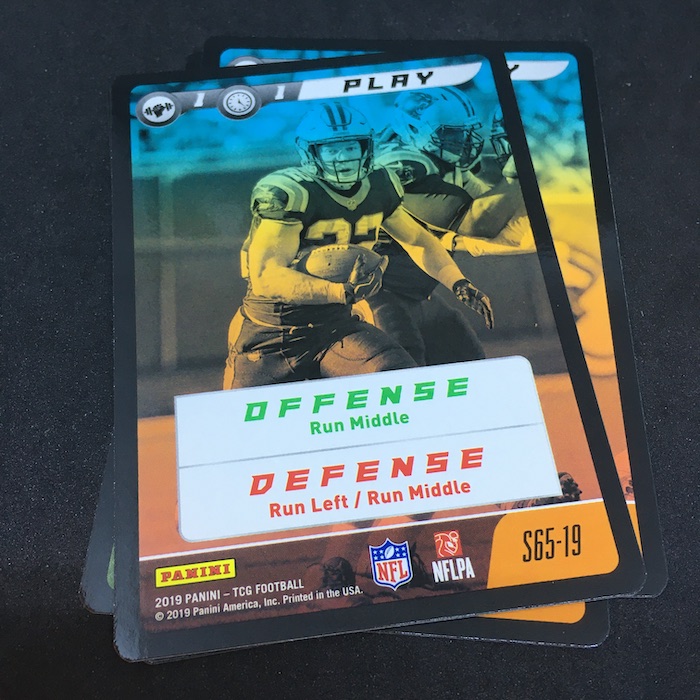 1 1 PLAY
Y
22
OFFENSE
Run Middle
DEFENSE
Run Left / Run Middle
S65-19
PANINI
NFL
NFLPA
2019 PANINI – TCG FOOTBALL
© 2019 Panini America, Inc. Printed in the USA.